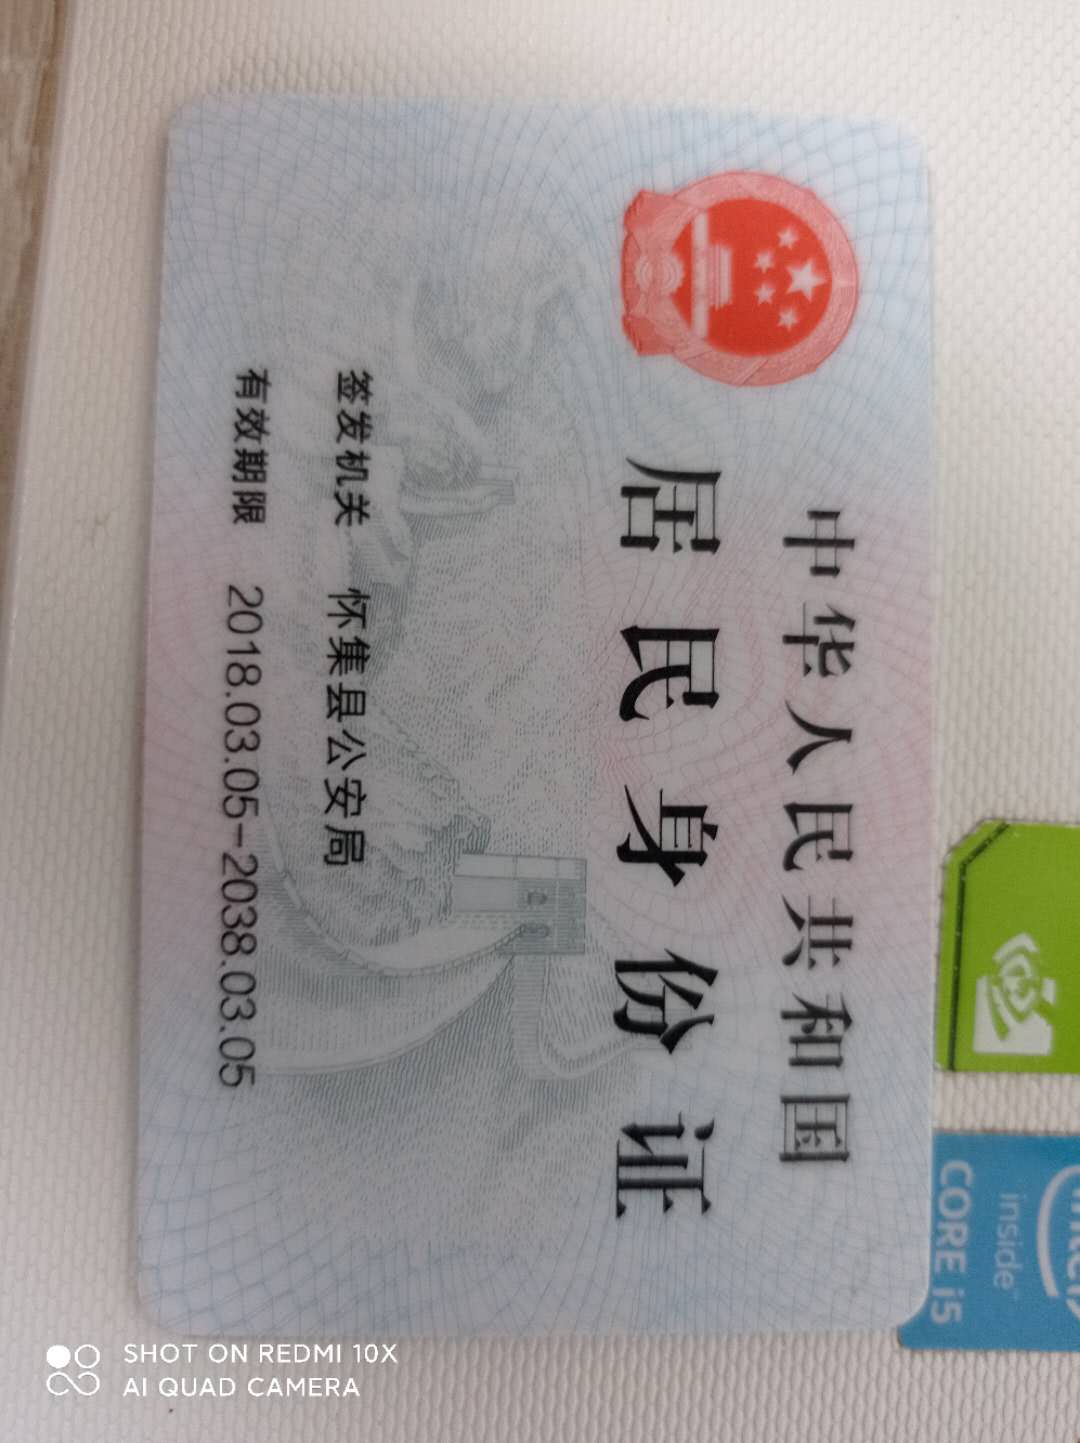 中华人民共和国
居民身份证
签发机关 怀集县公安局
有效期限 2018.03.05-2038.03.05
intel
inside™
CORE i5
SHOT ON REDMI 10X
AI QUAD CAMERA